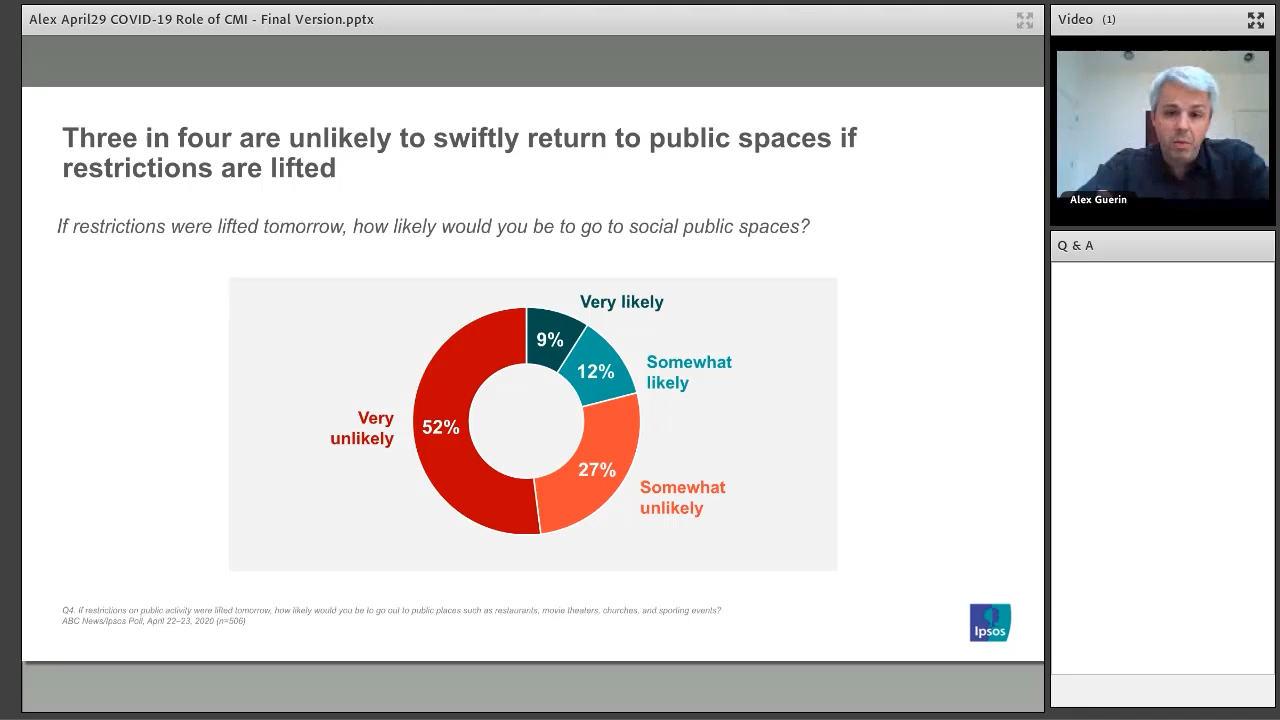 Alex April29 COVID-19 Role of CMI - Final Version.pptx
Video (1)
Alex Guerin
Q & A
Three in four are unlikely to swiftly return to public spaces if
restrictions are lifted
If restrictions were lifted tomorrow, how likely would you be to go to social public spaces?
Very likely
9%
Somewhat
likely
12%
Very
unlikely
52%
27%
Somewhat
unlikely
Q4. If restrictions on public activity were lifted tomorrow, how likely would you be to go out to public places such as restaurants, movie theaters, churches, and sporting events?
ABC News/Ipsos Poll, April 22–23, 2020 (n=506)
Ipsos